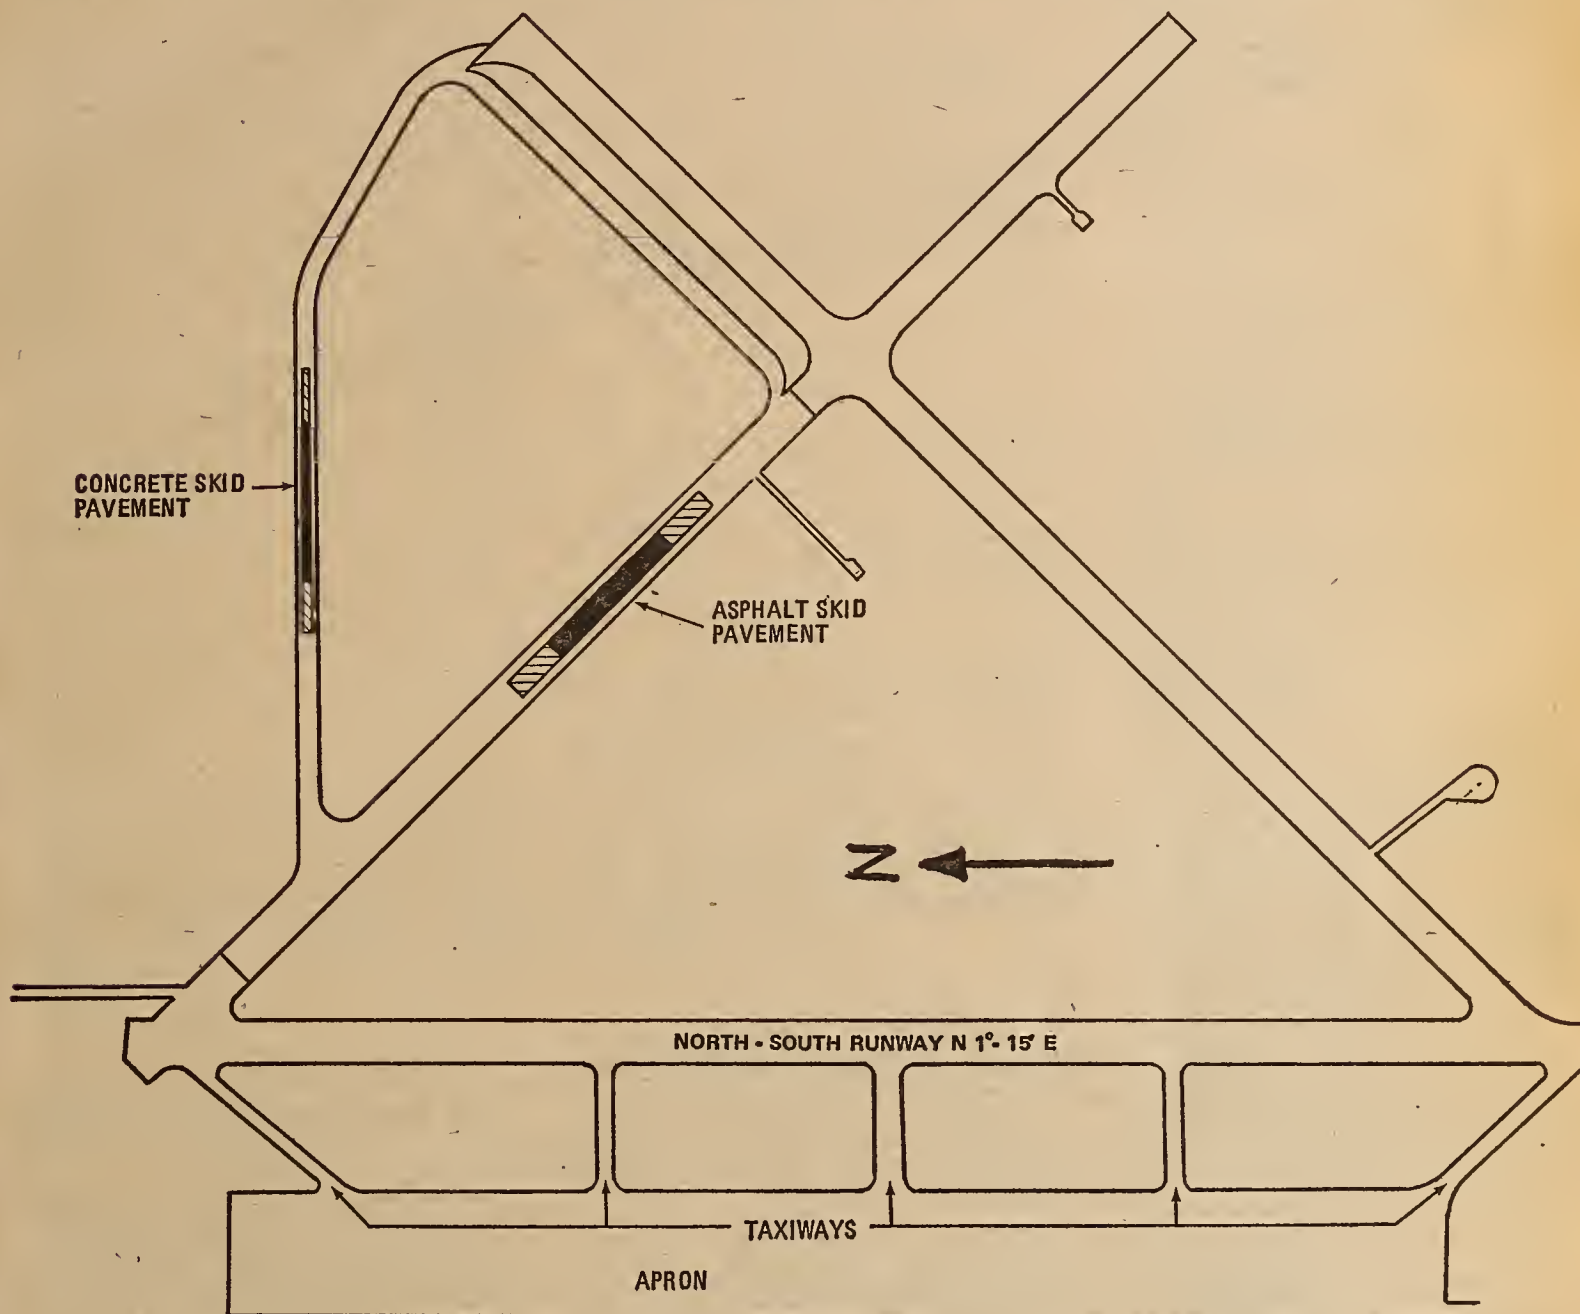 CONCRETE SKID
PAVEMENT
ASPHALT SKID
PAVEMENT
N
NORTH - SOUTH RUNWAY N 1°- 15' E
TAXIWAYS
APRON